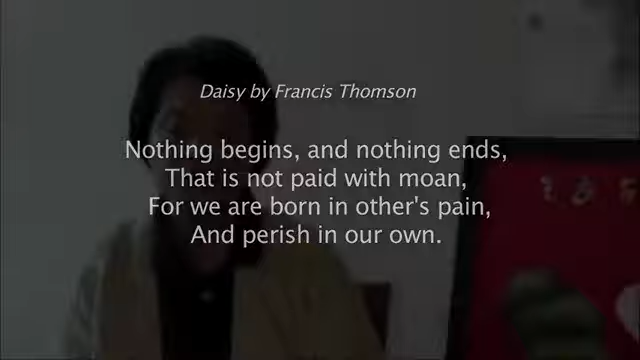 Daisy by Francis Thomson
Nothing begins, and nothing ends,
That is not paid with moan,
For we are born in other's pain,
And perish in our own.